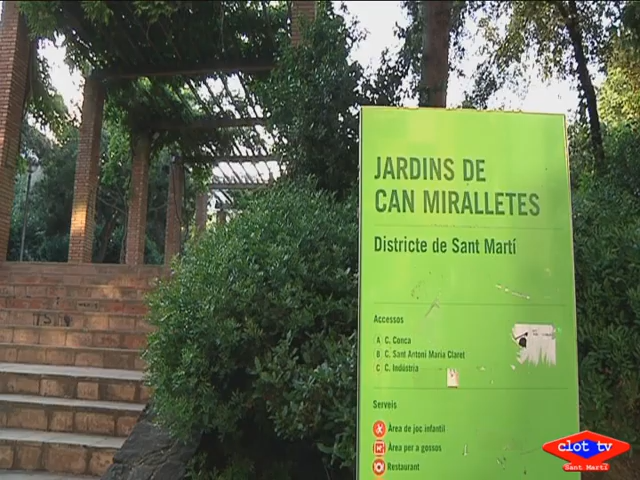 JARDINS DE
CAN MIRALLETES
Districte de Sant Martí
Accessos
A C. Conca
B C. Sant Antoni Maria Claret
C C. Indústria
Serveis
Àrea de joc infantil
Àrea per a gossos
Restaurant
clot tv
Sant Martí